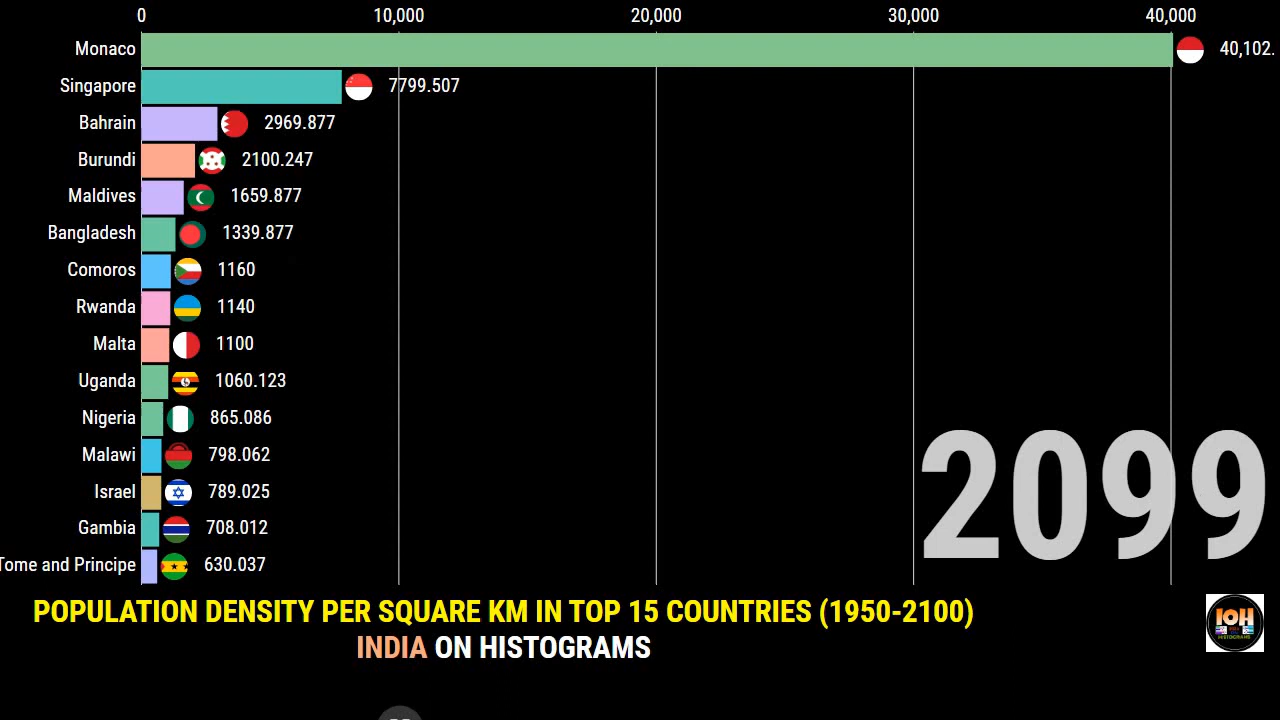 0 10,000 20,000 30,000 40,000
Monaco 40,102.
Singapore 7799.507
Bahrain 2969.877
Burundi 2100.247
Maldives 1659.877
Bangladesh 1339.877
Comoros 1160
Rwanda 1140
Malta 1100
Uganda 1060.123
Nigeria 865.086
Malawi 798.062
Israel 789.025
Gambia 708.012
Tome and Principe 630.037
2099
POPULATION DENSITY PER SQUARE KM IN TOP 15 COUNTRIES (1950-2100)
INDIA ON HISTOGRAMS
IOH
HISTOGRAMS